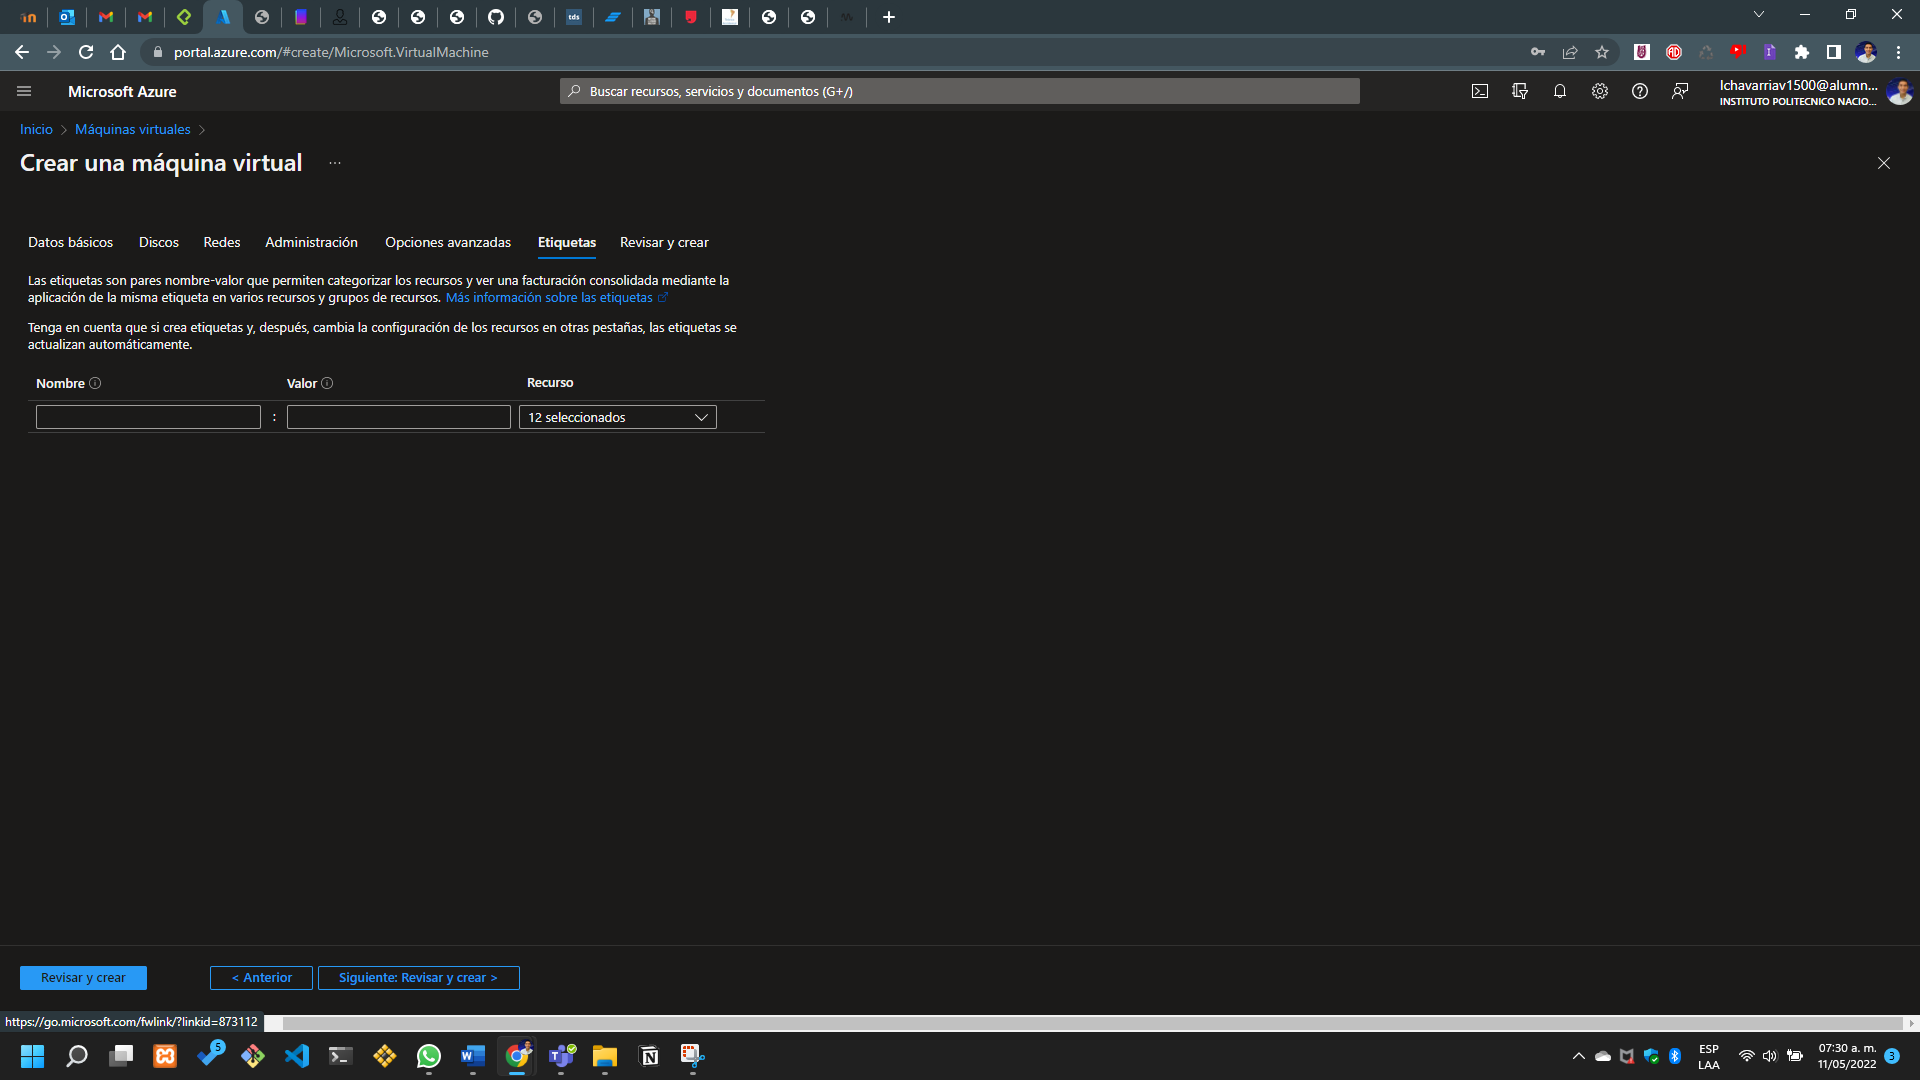 portal.azure.com/#create/Microsoft.VirtualMachine
Microsoft Azure
Buscar recursos, servicios y documentos (G+/)
lchavarriav1500@alumn...
INSTITUTO POLITECNICO NACIO...
Inicio > Máquinas virtuales >
Crear una máquina virtual ...
Datos básicos Discos Redes Administración Opciones avanzadas Etiquetas Revisar y crear
Las etiquetas son pares nombre-valor que permiten categorizar los recursos y ver una facturación consolidada mediante la
aplicación de la misma etiqueta en varios recursos y grupos de recursos. Más información sobre las etiquetas
Tenga en cuenta que si crea etiquetas y, después, cambia la configuración de los recursos en otras pestañas, las etiquetas se
actualizan automáticamente.
Nombre Valor Recurso
: 12 seleccionados
Revisar y crear < Anterior Siguiente: Revisar y crear >
https://go.microsoft.com/fwlink/?linkid=873112
5
ESP
LAA
07:30 a. m.
11/05/2022
3